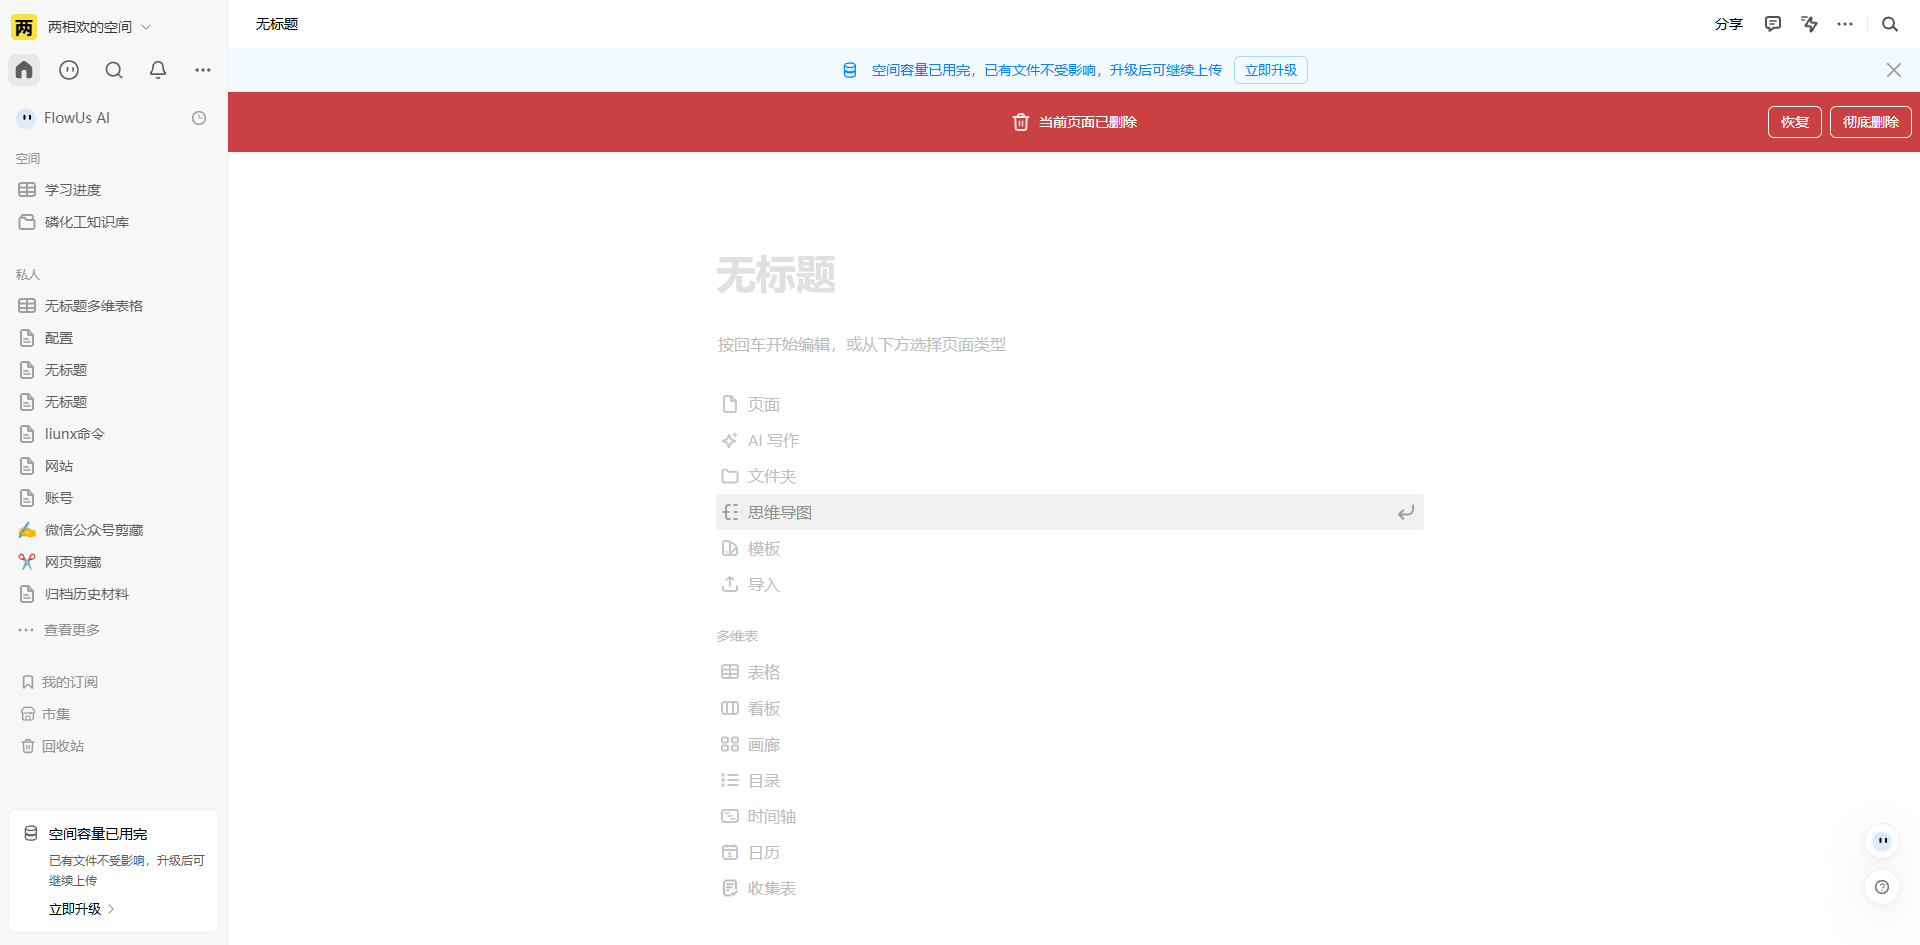 两 两相欢的空间
FlowUs AI
空间
学习进度
磷化工知识库
私人
无标题多维表格
配置
无标题
无标题
liunx命令
网站
账号
微信公众号剪藏
网页剪藏
归档历史材料
查看更多
我的订阅
市集
回收站
空间容量已用完
已有文件不受影响，升级后可
继续上传
立即升级
无标题
分享
空间容量已用完，已有文件不受影响，升级后可继续上传 立即升级
当前页面已删除
恢复 彻底删除
无标题
按回车开始编辑，或从下方选择页面类型
页面
AI 写作
文件夹
思维导图
模板
导入
多维表
表格
看板
画廊
目录
时间轴
日历
收集表